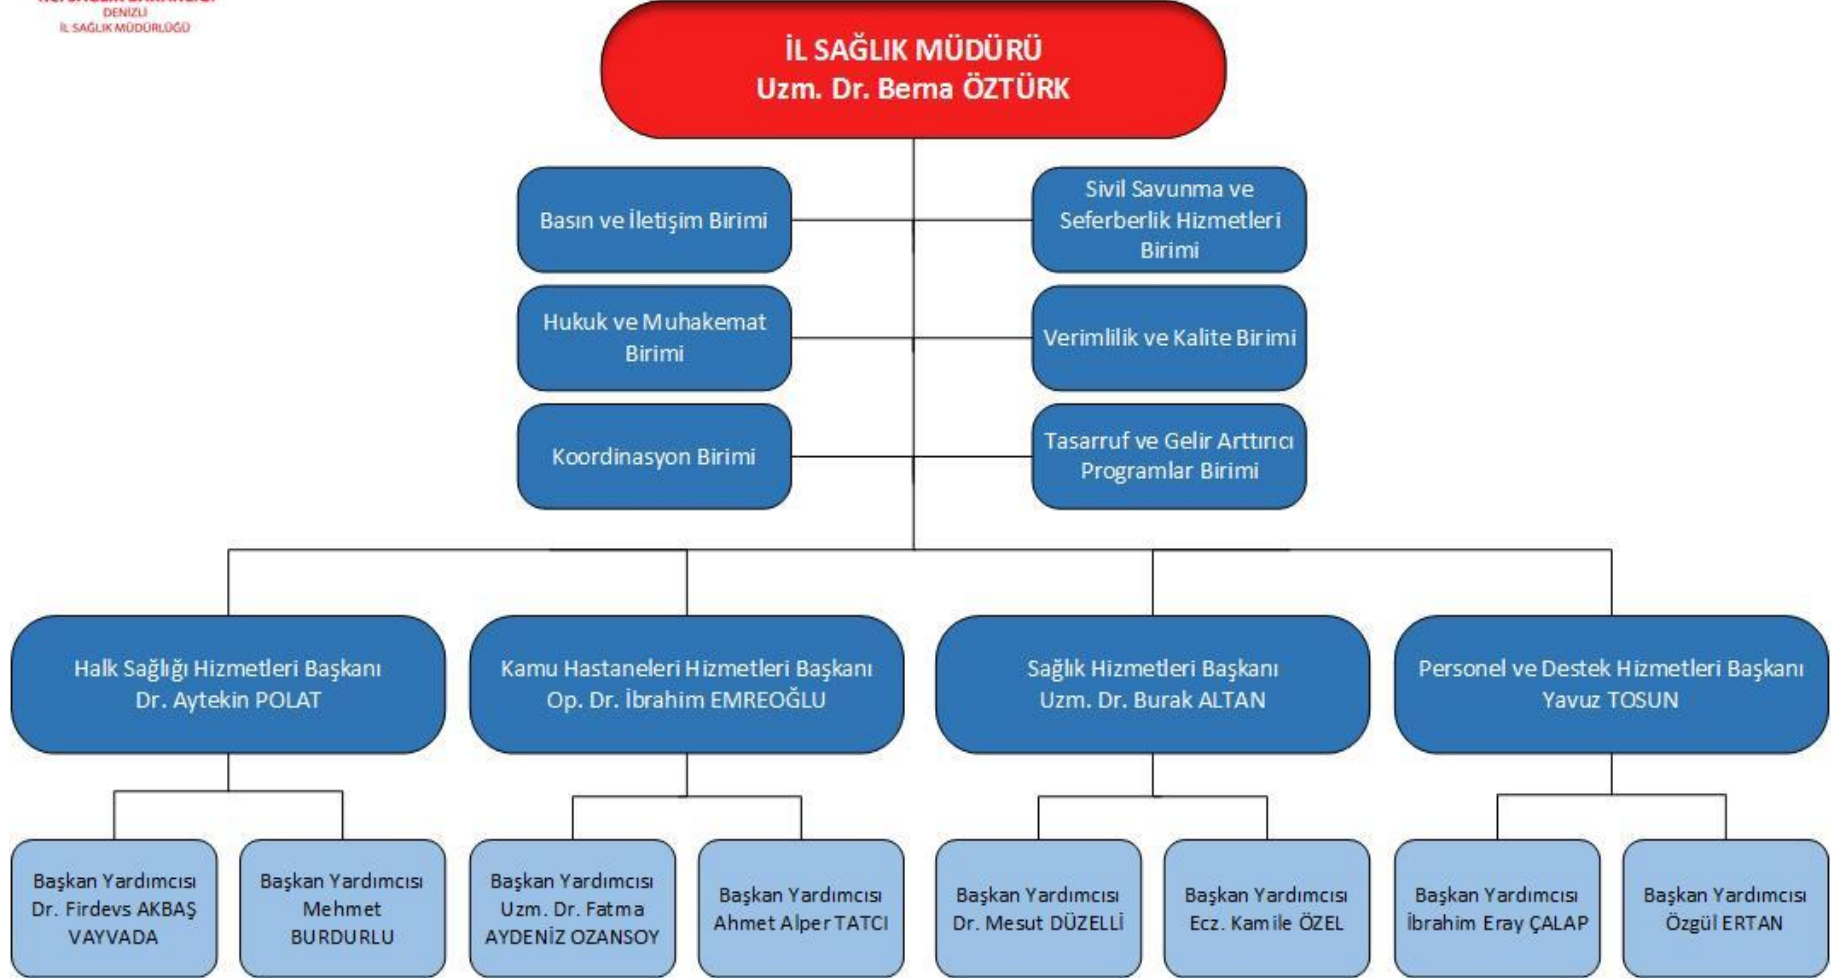 DENİZLİ
İL SAĞLIK MÜDÜRLÜĞÜ
İL SAĞLIK MÜDÜRÜ
Uzm. Dr. Berna ÖZTÜRK
Basın ve İletişim Birimi
Sivil Savunma ve
Seferberlik Hizmetleri
Birimi
Hukuk ve Muhakemat
Birimi
Verimlilik ve Kalite Birimi
Koordinasyon Birimi
Tasarruf ve Gelir Arttırıcı
Programlar Birimi
Halk Sağlığı Hizmetleri Başkanı
Dr. Aytekin POLAT
Kamu Hastaneleri Hizmetleri Başkanı
Op. Dr. İbrahim EMREOĞLU
Sağlık Hizmetleri Başkanı
Uzm. Dr. Burak ALTAN
Personel ve Destek Hizmetleri Başkanı
Yavuz TOSUN
Başkan Yardımcısı
Dr. Firdevs AKBAŞ
VAYVADA
Başkan Yardımcısı
Mehmet
BURDURLU
Başkan Yardımcısı
Uzm. Dr. Fatma
AYDENİZ OZANSOY
Başkan Yardımcısı
Ahmet Alper TATCI
Başkan Yardımcısı
Dr. Mesut DÜZELLİ
Başkan Yardımcısı
Ecz. Kamile ÖZEL
Başkan Yardımcısı
İbrahim Eray ÇALAP
Başkan Yardımcısı
Özgül ERTAN